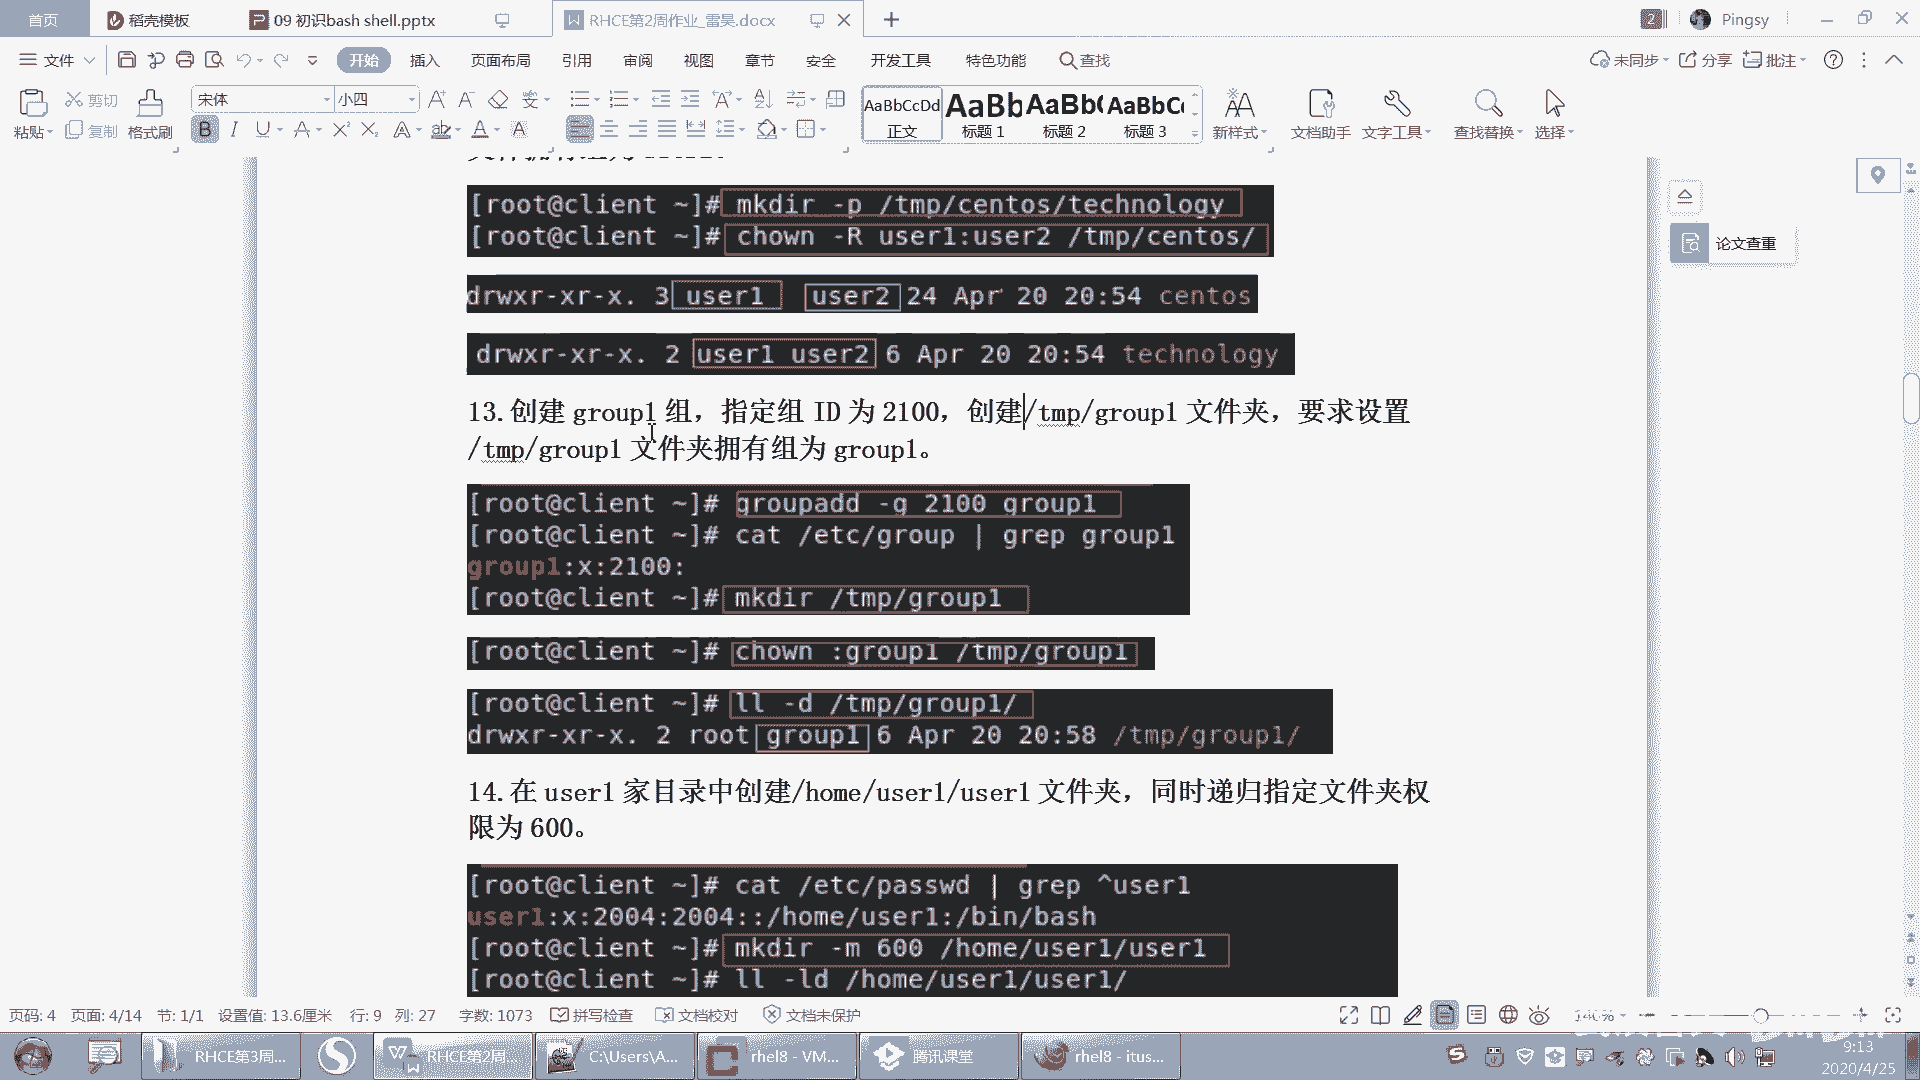 首页
稻壳模板
09 初识bash shell.pptx
RHCE第2周作业_雷昊.docx
2
Pingsy
文件
开始
插入
页面布局
引用
审阅
视图
章节
安全
开发工具
特色功能
查找
未同步
分享
批注
粘贴
剪切
复制
格式刷
宋体
小四
AaBbCcDd
正文
标题 1
标题 2
标题 3
新样式
文档助手
文字工具
查找替换
选择
[root@client ~]# mkdir -p /tmp/centos/technology
[root@client ~]# chown -R user1:user2 /tmp/centos/
drwxr-xr-x. 3 user1 user2 24 Apr 20 20:54 centos
drwxr-xr-x. 2 user1 user2 6 Apr 20 20:54 technology
论文查重
13.创建 group1 组，指定组 ID 为 2100，创建/tmp/group1 文件夹，要求设置
/tmp/group1 文件夹拥有组为 group1。
[root@client ~]# groupadd -g 2100 group1
[root@client ~]# cat /etc/group | grep group1
group1:x:2100:
[root@client ~]# mkdir /tmp/group1
[root@client ~]# chown :group1 /tmp/group1
[root@client ~]# ll -d /tmp/group1/
drwxr-xr-x. 2 root group1 6 Apr 20 20:58 /tmp/group1/
14.在 user1 家目录中创建/home/user1/user1 文件夹，同时递归指定文件夹权
限为 600。
[root@client ~]# cat /etc/passwd | grep ^user1
user1:x:2004:2004::/home/user1:/bin/bash
[root@client ~]# mkdir -m 600 /home/user1/user1
[root@client ~]# ll -ld /home/user1/user1/
页码: 4 页面: 4/14 节: 1/1 设置值: 13.6厘米 行: 9 列: 27 字数: 1073 拼写检查 文档校对 文档未保护
140%
RHCE第3周...
RHCE第2周...
C:\Users\A...
rhel8 - VM...
腾讯课堂
rhel8 - itus...
9:13
2020/4/25